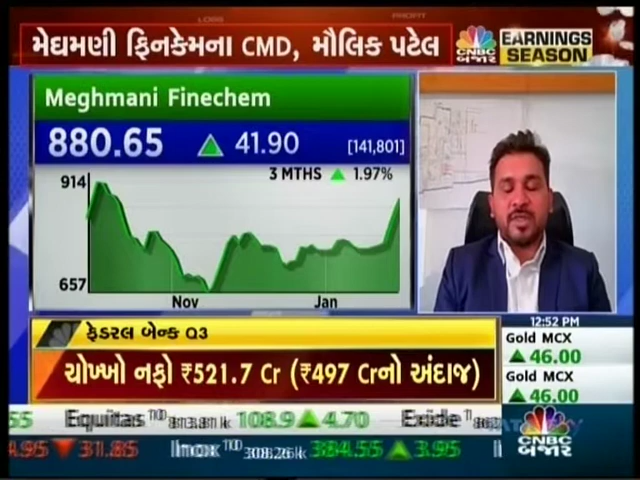 મેઘમણી ફિનકેમના CMD, મૌલિક પટેલ
CNBC બજાર
EARNINGS SEASON
Meghmani Finechem
880.65 ▲ 41.90 [141,801]
3 MTHS ▲ 1.97%
914
657
Nov Jan
ફેડરલ બેન્ક Q3
ચોખ્ખો નફો ₹521.7 Cr (₹497 Crનો અંદાજ)
12:52 PM
Gold MCX
▲ 46.00
Gold MCX
▲ 46.00
55 Equitas 108.9 ▲ 4.70 Exide
4.95 ▼ 31.85 Inox 384.55 ▲ 3.95
CNBC બજાર